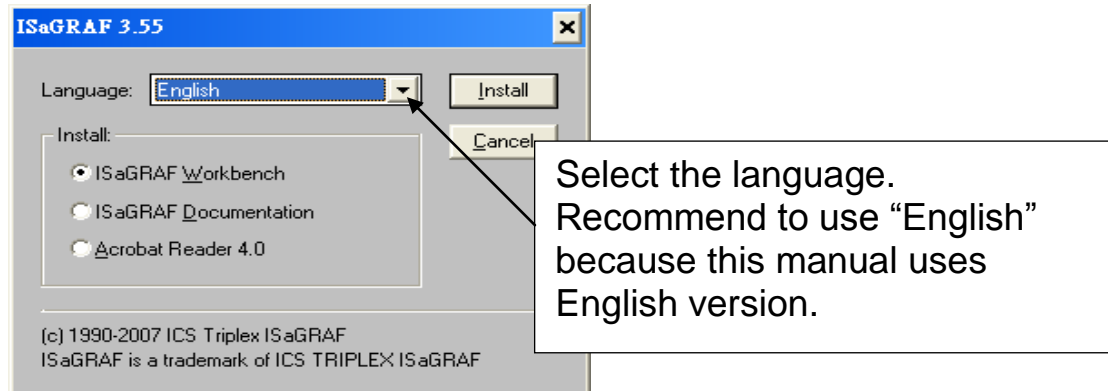 ISaGRAF 3.55
Language: English
Install
Install:
Cancel
ISaGRAF Workbench
ISaGRAF Documentation
Acrobat Reader 4.0
Select the language.
Recommend to use “English”
because this manual uses
English version.
(c) 1990-2007 ICS Triplex ISaGRAF
ISaGRAF is a trademark of ICS TRIPLEX ISaGRAF